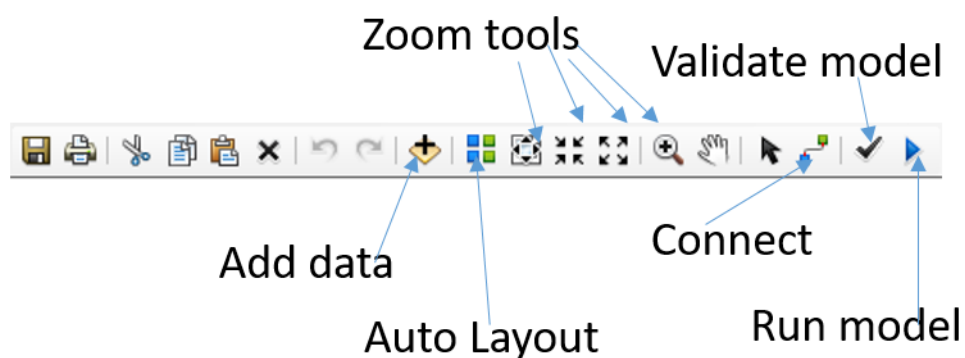 Zoom tools
Validate model
Add data
Connect
Auto Layout
Run model